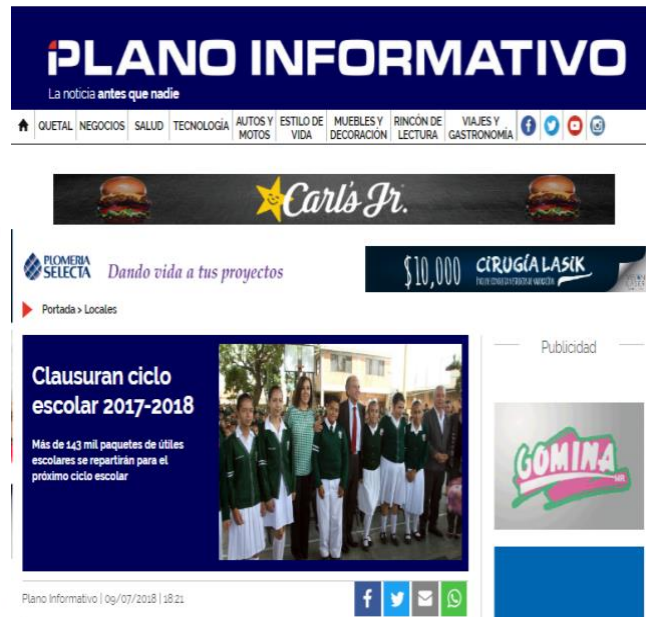 PLANO INFORMATIVO
La noticia antes que nadie
QUETAL NEGOCIOS SALUD TECNOLOGÍA AUTOS Y MOTOS ESTILO DE VIDA MUEBLES Y DECORACIÓN RINCÓN DE LECTURA VIAJES Y GASTRONOMÍA
Carl's Jr.
PLOMERIA SELECTA Dando vida a tus proyectos
$10,000 CIRUGÍA LASIK
Portada > Locales
Publicidad
Clausuran ciclo
escolar 2017-2018
Más de 143 mil paquetes de útiles
escolares se repartirán para el
próximo ciclo escolar
GOMINA
MR
Plano Informativo | 09/07/2018 | 18:21